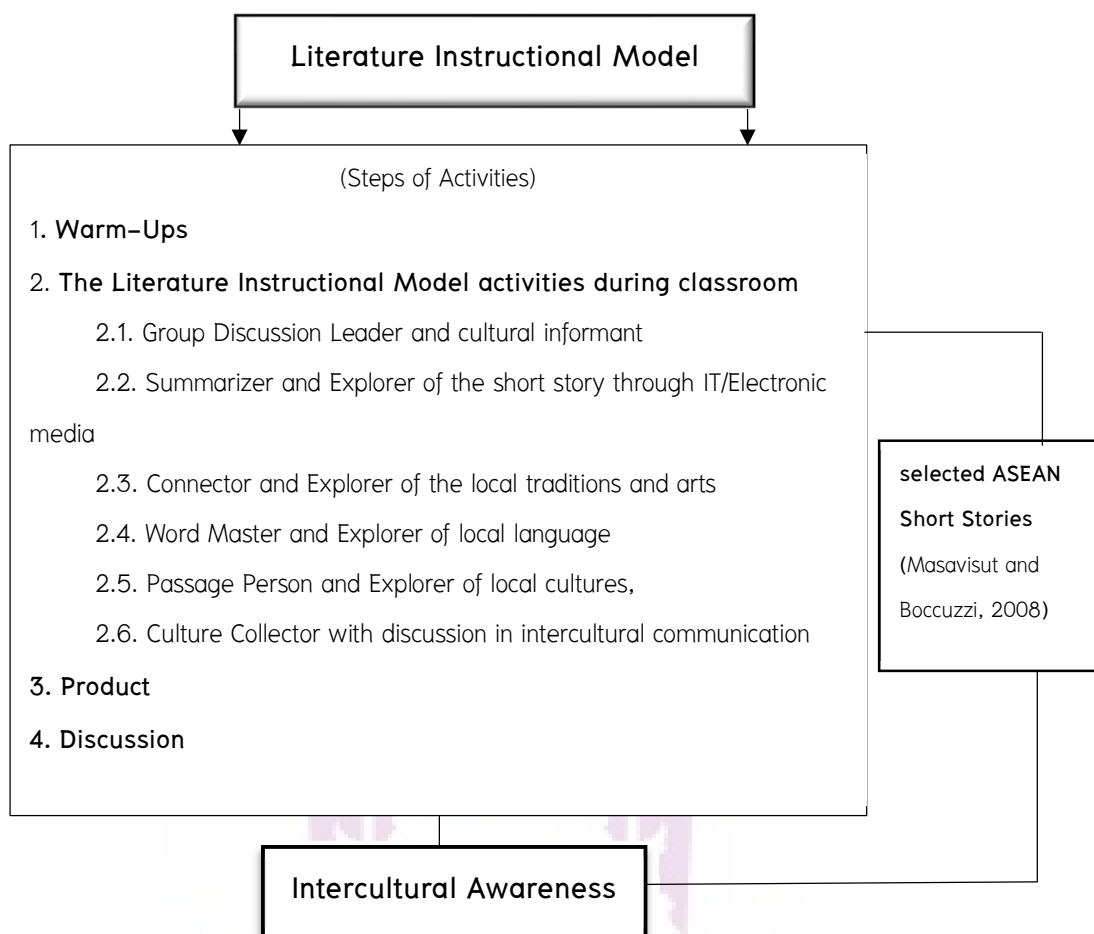 Literature Instructional Model
(Steps of Activities)
1. Warm-Ups
2. The Literature Instructional Model activities during classroom
2.1. Group Discussion Leader and cultural informant
2.2. Summarizer and Explorer of the short story through IT/Electronic
media
2.3. Connector and Explorer of the local traditions and arts
2.4. Word Master and Explorer of local language
2.5. Passage Person and Explorer of local cultures,
2.6. Culture Collector with discussion in intercultural communication
3. Product
4. Discussion
selected ASEAN
Short Stories
(Masavisut and
Boccuzzi, 2008)
Intercultural Awareness